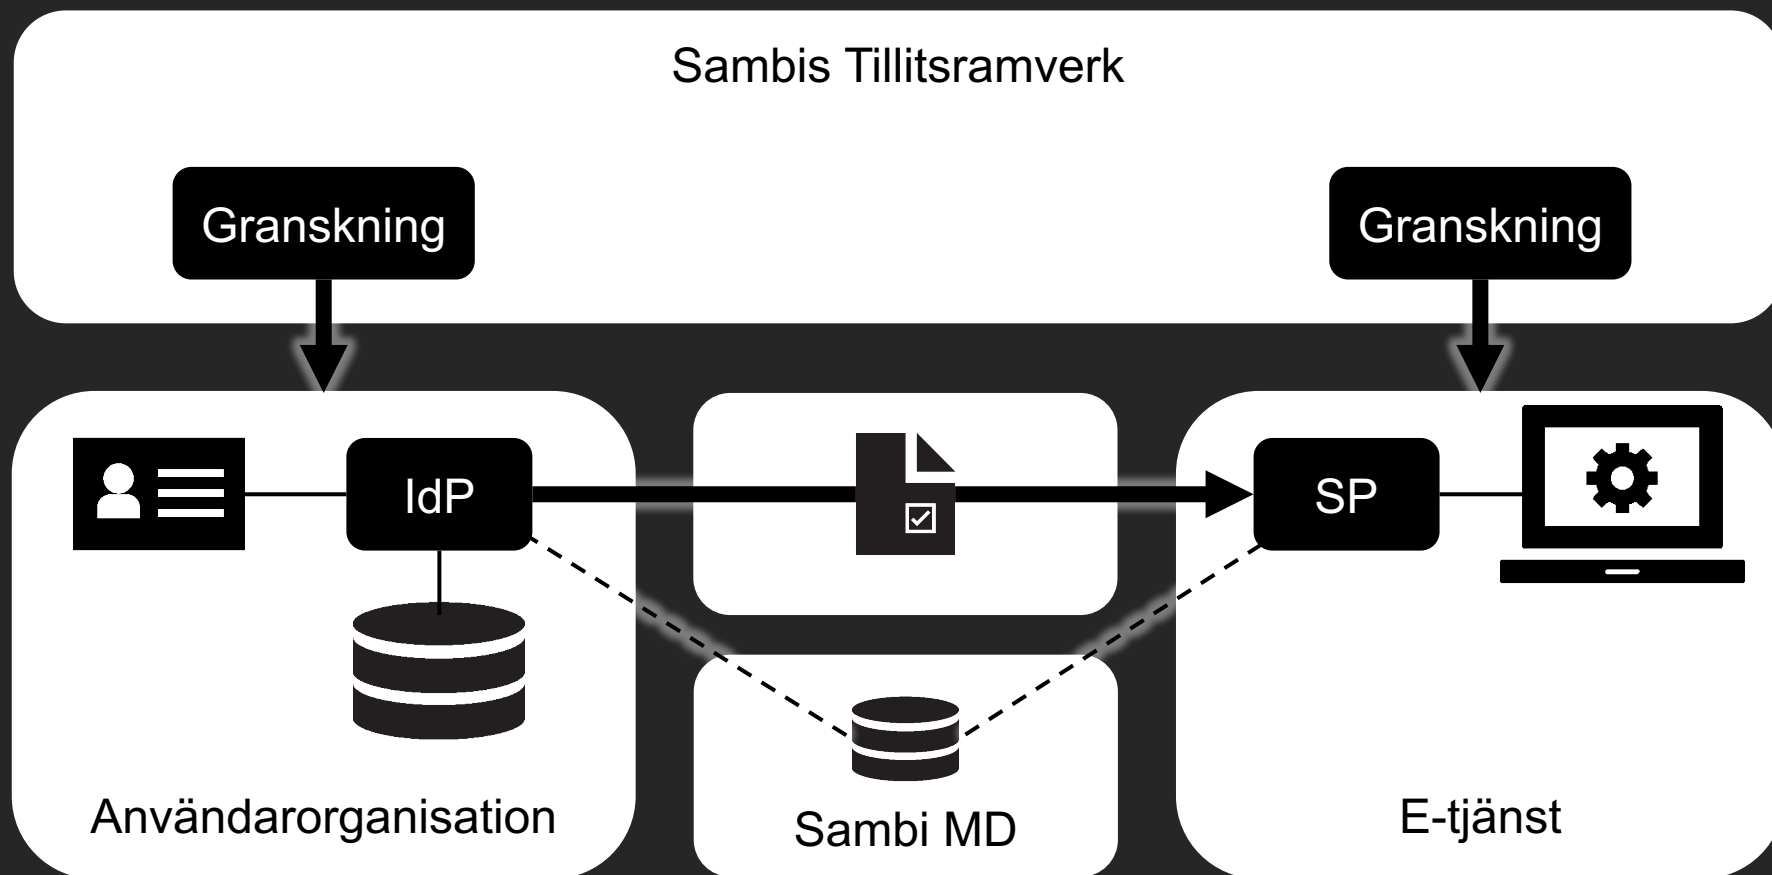 Sambis Tillitsramverk
Granskning
Granskning
IdP
SP
Användarorganisation
Sambi MD
E-tjänst